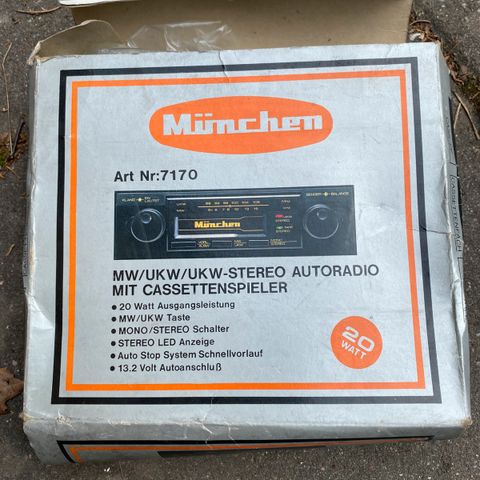 München
Art Nr:7170
München
MW/UKW/UKW-STEREO AUTORADIO
MIT CASSETTENSPIELER
• 20 Watt Ausgangsleistung
• MW/UKW Taste
• MONO/STEREO Schalter
• STEREO LED Anzeige
• Auto Stop System Schnellvorlauf
• 13.2 Volt Autoanschluß
20
WATT